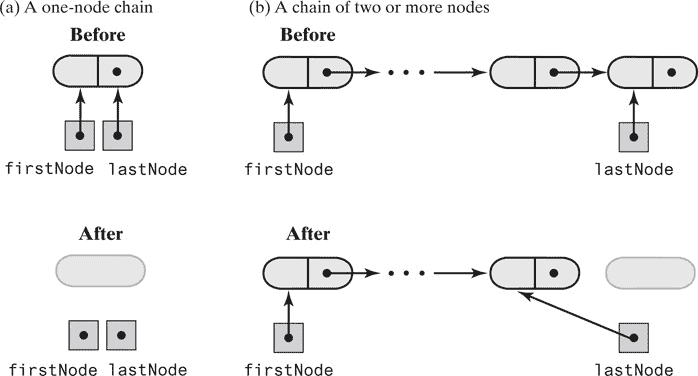 (a) A one-node chain
(b) A chain of two or more nodes
Before
Before
firstNode
lastNode
firstNode
lastNode
After
After
firstNode
lastNode
firstNode
lastNode